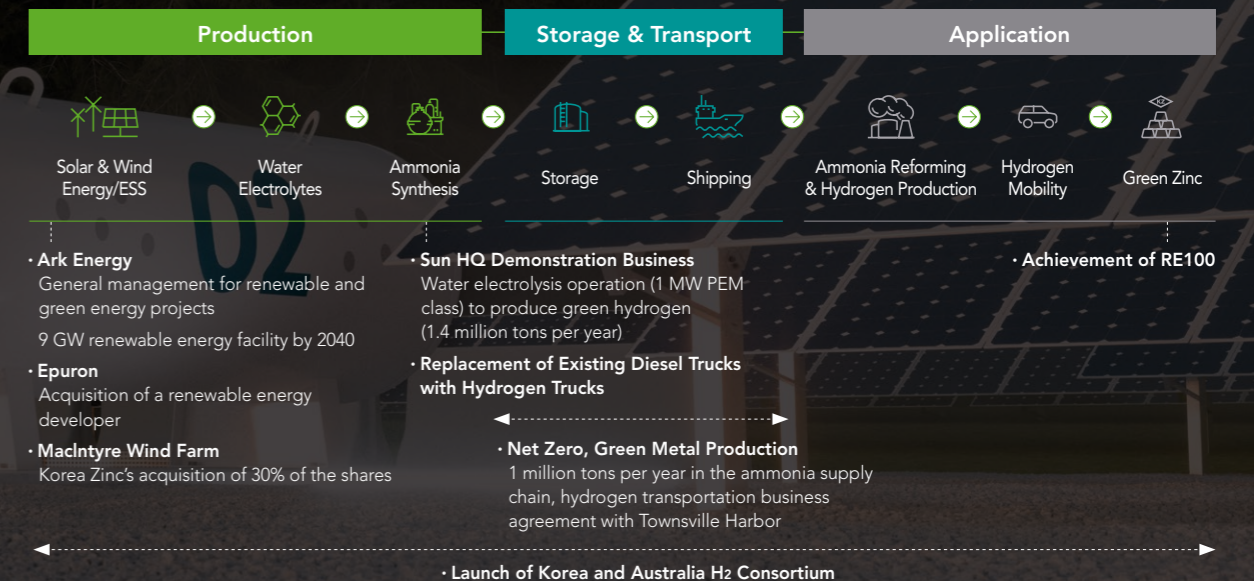 Production
Storage & Transport
Application
Solar & Wind
Energy/ESS
Water
Electrolytes
Ammonia
Synthesis
Storage
Shipping
Ammonia Reforming
& Hydrogen Production
Hydrogen
Mobility
KZ
Green Zinc
D2
· Ark Energy
General management for renewable and
green energy projects
9 GW renewable energy facility by 2040
· Epuron
Acquisition of a renewable energy
developer
· MacIntyre Wind Farm
Korea Zinc’s acquisition of 30% of the shares
· Sun HQ Demonstration Business
Water electrolysis operation (1 MW PEM
class) to produce green hydrogen
(1.4 million tons per year)
· Replacement of Existing Diesel Trucks
with Hydrogen Trucks
· Net Zero, Green Metal Production
1 million tons per year in the ammonia supply
chain, hydrogen transportation business
agreement with Townsville Harbor
· Achievement of RE100
· Launch of Korea and Australia H2 Consortium